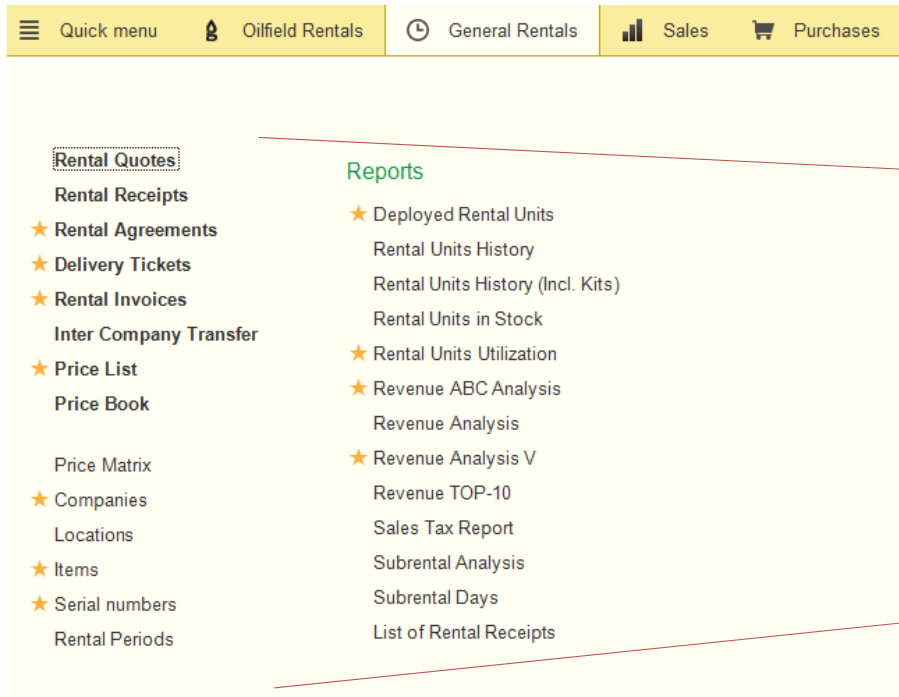 Quick menu
Oilfield Rentals
General Rentals
Sales
Purchases
Rental Quotes
Rental Receipts
Rental Agreements
Delivery Tickets
Rental Invoices
Inter Company Transfer
Price List
Price Book
Price Matrix
Companies
Locations
Items
Serial numbers
Rental Periods
Reports
Deployed Rental Units
Rental Units History
Rental Units History (Incl. Kits)
Rental Units in Stock
Rental Units Utilization
Revenue ABC Analysis
Revenue Analysis
Revenue Analysis V
Revenue TOP-10
Sales Tax Report
Subrental Analysis
Subrental Days
List of Rental Receipts